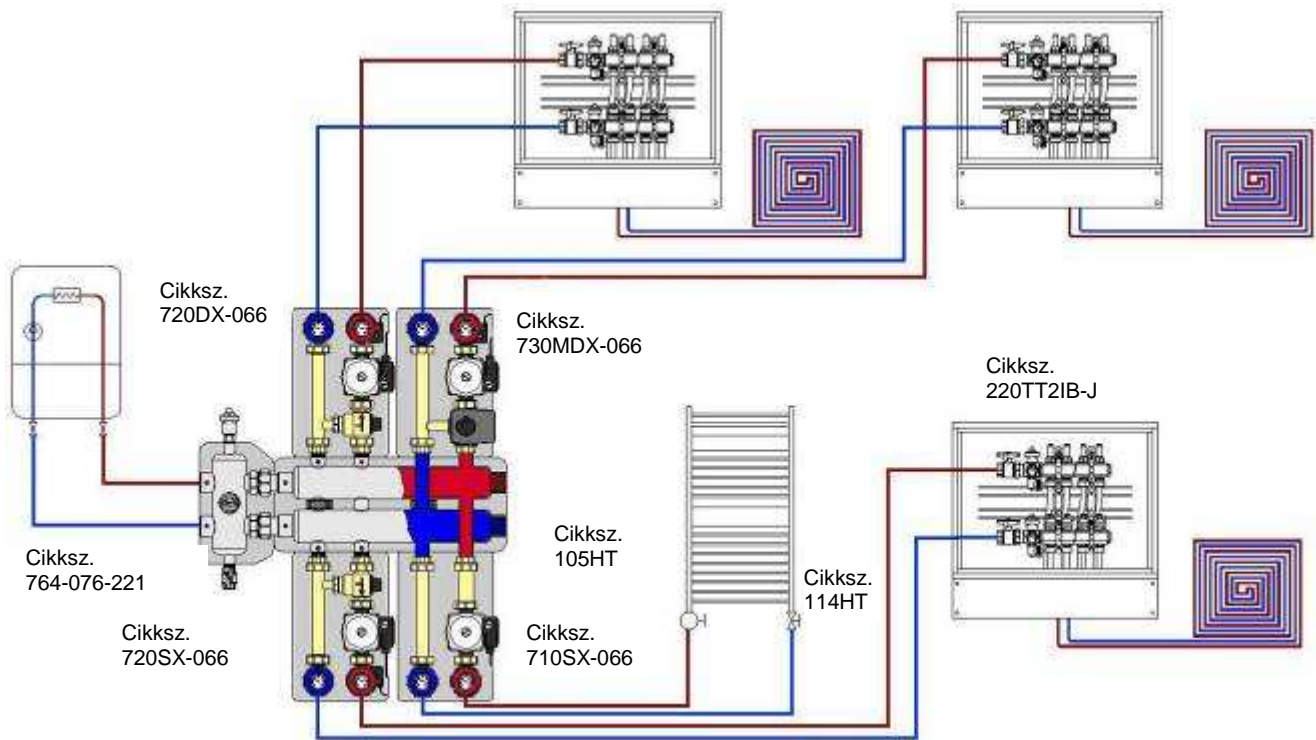 Cikksz.
720DX-066
Cikksz.
730MDX-066
Cikksz.
220TT2IB-J
Cikksz.
764-076-221
Cikksz.
105HT
Cikksz.
114HT
Cikksz.
720SX-066
Cikksz.
710SX-066